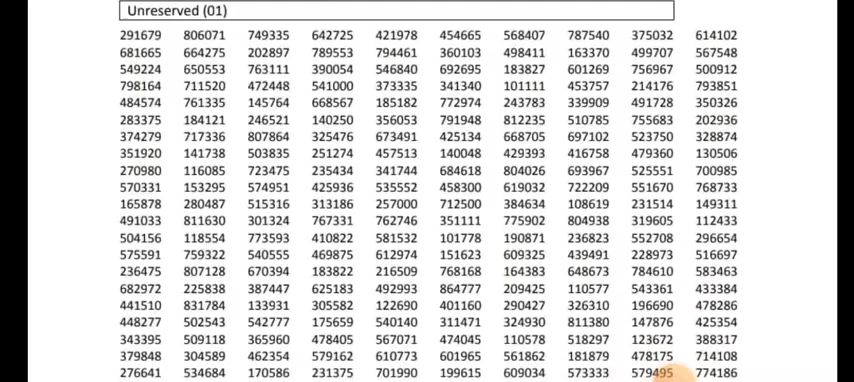 Unreserved (01)
291679 806071 749335 642725 421978 454665 568407 787540 375032 614102
681665 664275 202897 789553 794461 360103 498411 163370 499707 567548
549224 650553 763111 390054 546840 692695 183827 601269 756967 500912
798164 711520 472448 541000 373335 341340 101111 453757 214176 793851
484574 761335 145764 668567 185182 772974 243783 339909 491728 350326
283375 184121 246521 140250 356053 791948 812235 510785 755683 202936
374279 717336 807864 325476 673491 425134 668705 697102 523750 328874
351920 141738 503835 251274 457513 140048 429393 416758 479360 130506
270980 116085 723475 235434 341744 684618 804026 693967 525551 700985
570331 153295 574951 425936 535552 458300 619032 722209 551670 768733
165878 280487 515316 313186 257000 712500 384634 108619 231514 149311
491033 811630 301324 767331 762746 351111 775902 804938 319605 112433
504156 118554 773593 410822 581532 101778 190871 236823 552708 296654
575591 759322 540555 469875 612974 151623 609325 439491 228973 516697
236475 807128 670394 183822 216509 768168 164383 648673 784610 583463
682972 225838 387447 625183 492993 864777 209425 110577 543361 433384
441510 831784 133931 305582 122690 401160 290427 326310 196690 478286
448277 502543 542777 175659 540140 311471 324930 811380 147876 425354
343395 509118 365960 478405 567071 474045 110578 518297 123672 388317
379848 304589 462354 579162 610773 601965 561862 181879 478175 714108
276641 534684 170586 231375 701990 199615 609034 573333 579495 774186